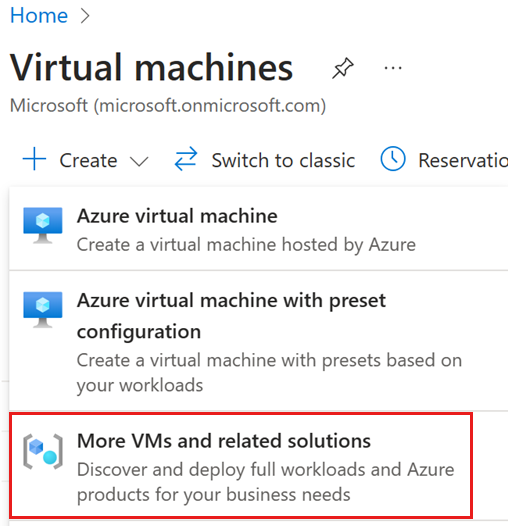 Home
Virtual machines
Microsoft (microsoft.onmicrosoft.com)
Create Switch to classic Reservatio
Azure virtual machine
Create a virtual machine hosted by Azure
Azure virtual machine with preset
configuration
Create a virtual machine with presets based on
your workloads
More VMs and related solutions
Discover and deploy full workloads and Azure
products for your business needs